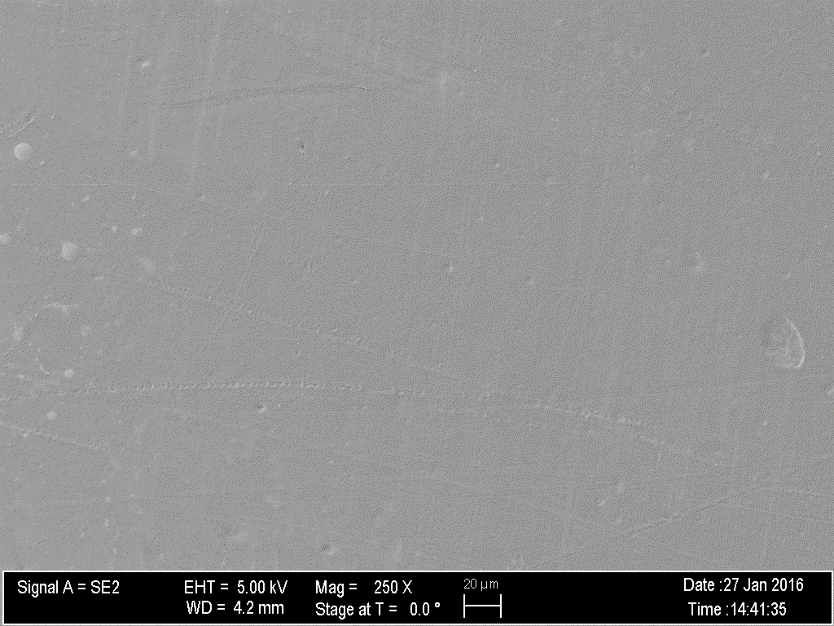 Signal A = SE2 EHT = 5.00 kV Mag = 250 X 20 µm Date :27 Jan 2016
WD = 4.2 mm Stage at T = 0.0 ° Time :14:41:35